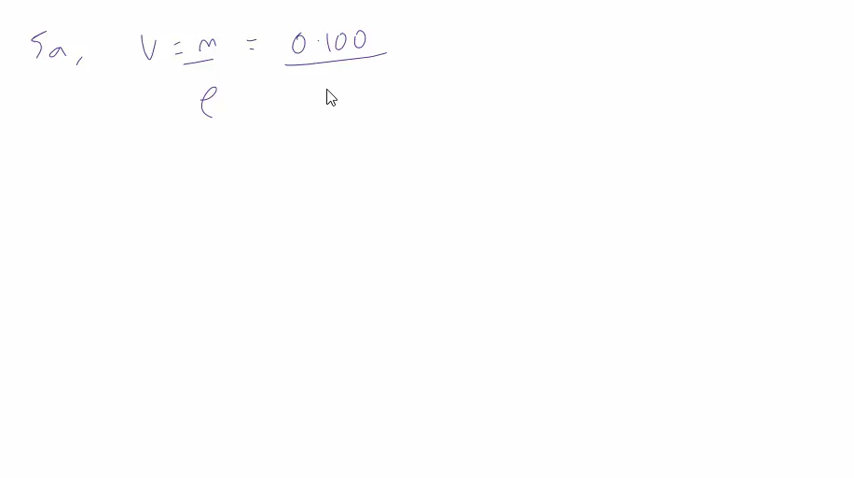 5a, V = m = 0.100
ρ